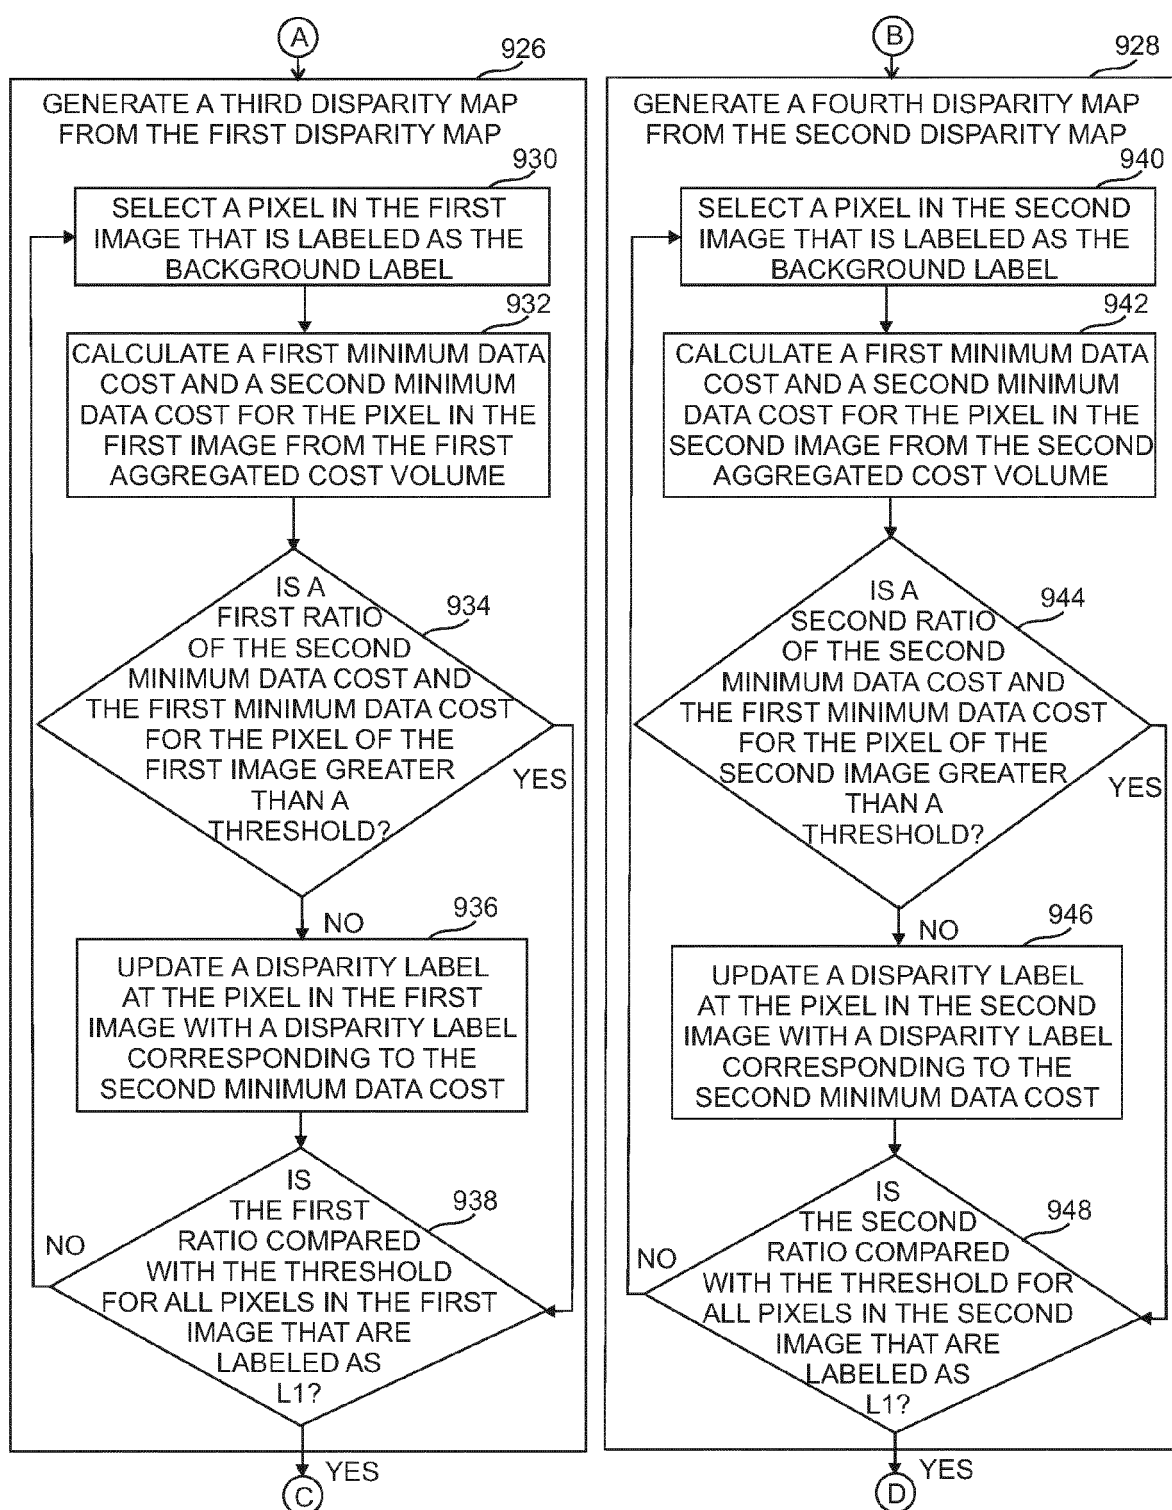 A
926
GENERATE A THIRD DISPARITY MAP
FROM THE FIRST DISPARITY MAP
930
SELECT A PIXEL IN THE FIRST
IMAGE THAT IS LABELED AS THE
BACKGROUND LABEL
932
CALCULATE A FIRST MINIMUM DATA
COST AND A SECOND MINIMUM
DATA COST FOR THE PIXEL IN THE
FIRST IMAGE FROM THE FIRST
AGGREGATED COST VOLUME
IS A
FIRST RATIO
OF THE SECOND
MINIMUM DATA COST AND
THE FIRST MINIMUM DATA COST
FOR THE PIXEL OF THE
FIRST IMAGE GREATER
THAN A
THRESHOLD?
934
YES
NO
936
UPDATE A DISPARITY LABEL
AT THE PIXEL IN THE FIRST
IMAGE WITH A DISPARITY LABEL
CORRESPONDING TO THE
SECOND MINIMUM DATA COST
IS
THE FIRST
RATIO COMPARED
WITH THE THRESHOLD
FOR ALL PIXELS IN THE FIRST
IMAGE THAT ARE
LABELED AS
L1?
938
NO
YES
C
B
928
GENERATE A FOURTH DISPARITY MAP
FROM THE SECOND DISPARITY MAP
940
SELECT A PIXEL IN THE SECOND
IMAGE THAT IS LABELED AS THE
BACKGROUND LABEL
942
CALCULATE A FIRST MINIMUM DATA
COST AND A SECOND MINIMUM
DATA COST FOR THE PIXEL IN THE
SECOND IMAGE FROM THE SECOND
AGGREGATED COST VOLUME
IS A
SECOND RATIO
OF THE SECOND
MINIMUM DATA COST AND
THE FIRST MINIMUM DATA COST
FOR THE PIXEL OF THE
SECOND IMAGE GREATER
THAN A
THRESHOLD?
944
YES
NO
946
UPDATE A DISPARITY LABEL
AT THE PIXEL IN THE SECOND
IMAGE WITH A DISPARITY LABEL
CORRESPONDING TO THE
SECOND MINIMUM DATA COST
IS
THE SECOND
RATIO COMPARED
WITH THE THRESHOLD FOR
ALL PIXELS IN THE SECOND
IMAGE THAT ARE
LABELED AS
L1?
948
NO
YES
D